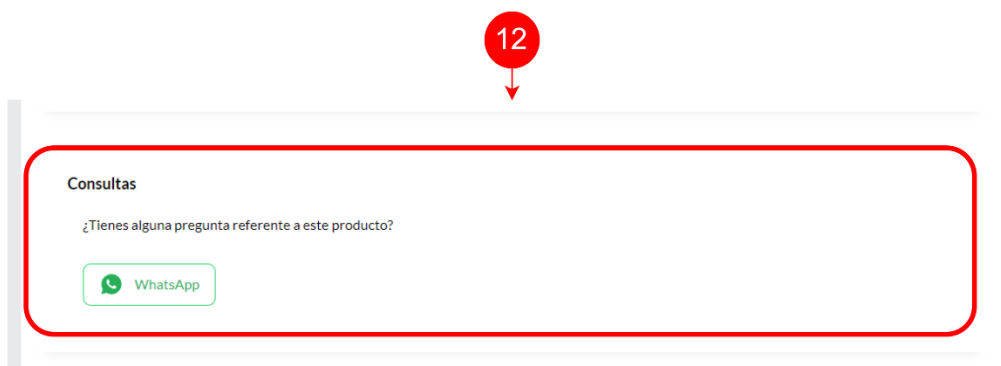 12
Consultas
¿Tienes alguna pregunta referente a este producto?
WhatsApp